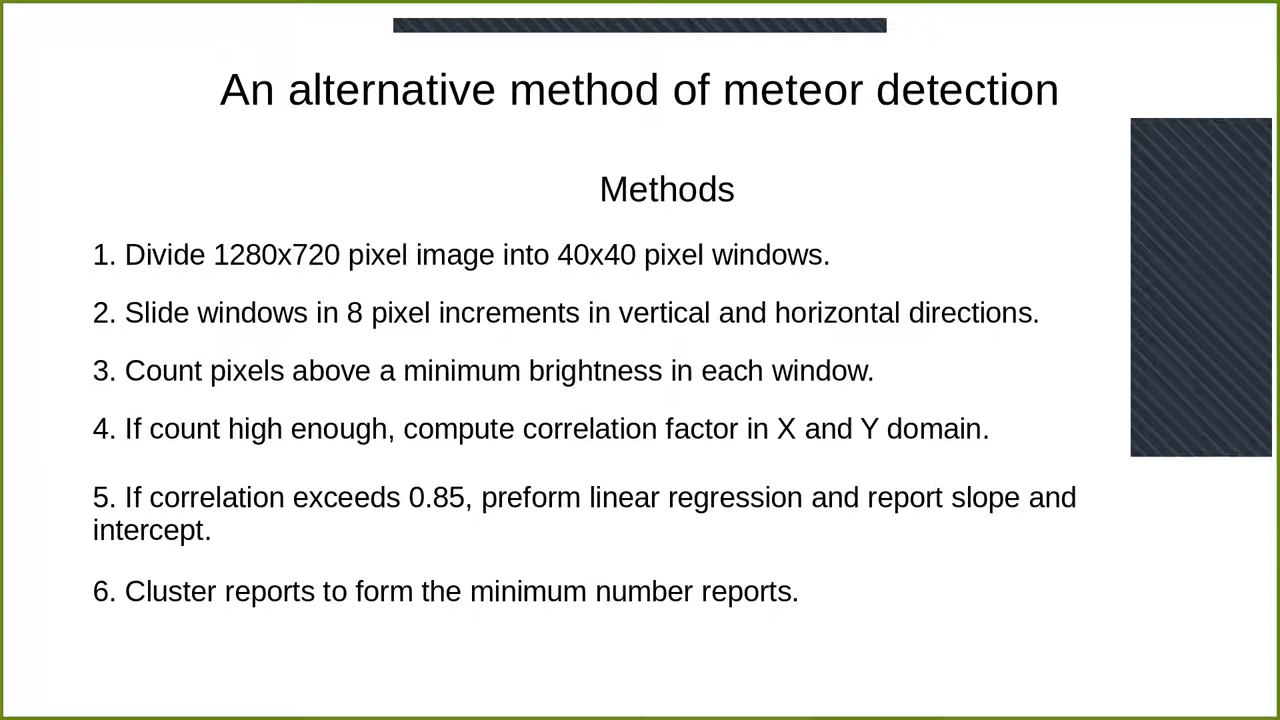 An alternative method of meteor detection
Methods
1. Divide 1280x720 pixel image into 40x40 pixel windows.
2. Slide windows in 8 pixel increments in vertical and horizontal directions.
3. Count pixels above a minimum brightness in each window.
4. If count high enough, compute correlation factor in X and Y domain.
5. If correlation exceeds 0.85, preform linear regression and report slope and
intercept.
6. Cluster reports to form the minimum number reports.